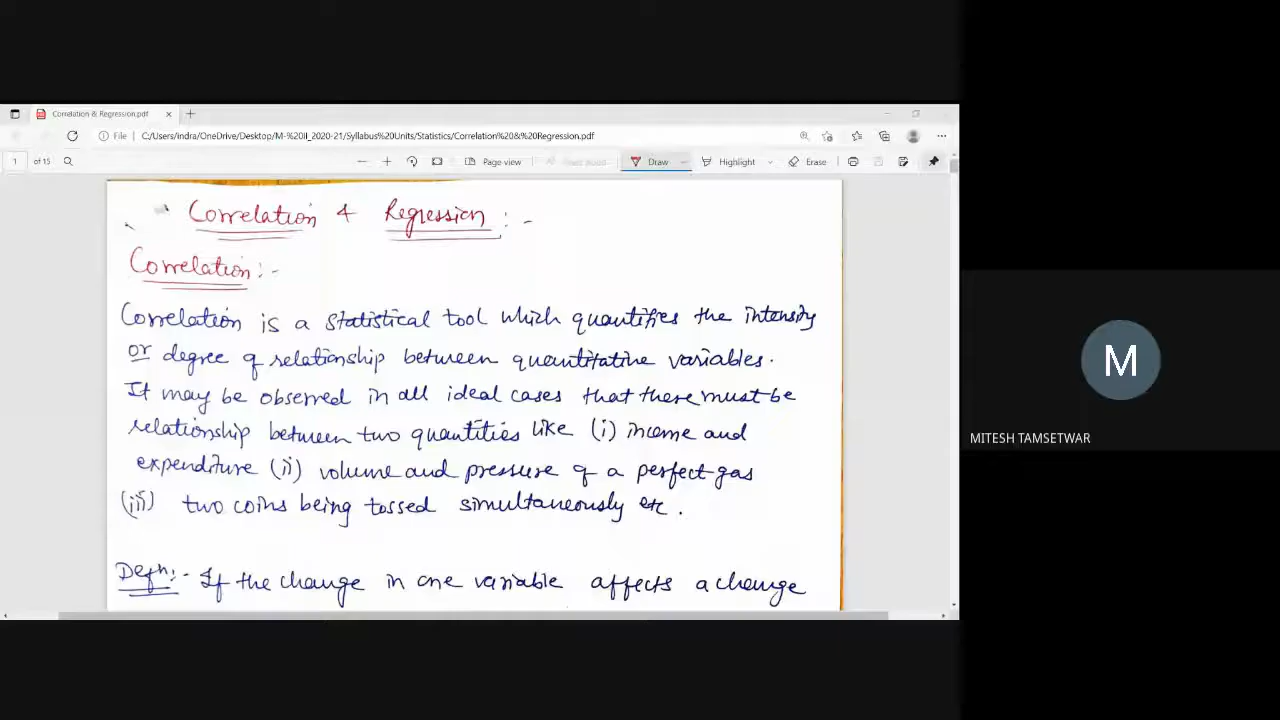 Correlation & Regression.pdf
File
C:/Users/indra/OneDrive/Desktop/M-%20II_2020-21/Syllabus%20Units/Statistics/Correlation%20&%20Regression.pdf
1 of 15
Page view
Draw
Highlight
Erase
Correlation & Regression :-
Correlation :-
Correlation is a statistical tool which quantifies the intensity
or degree of relationship between quantitative variables.
It may be observed in all ideal cases that there must be
relationship between two quantities like (i) income and
expenditure (ii) volume and pressure of a perfect gas
(iii) two coins being tossed simultaneously etc.
Defn:- If the change in one variable affects a change
M
MITESH TAMSETWAR